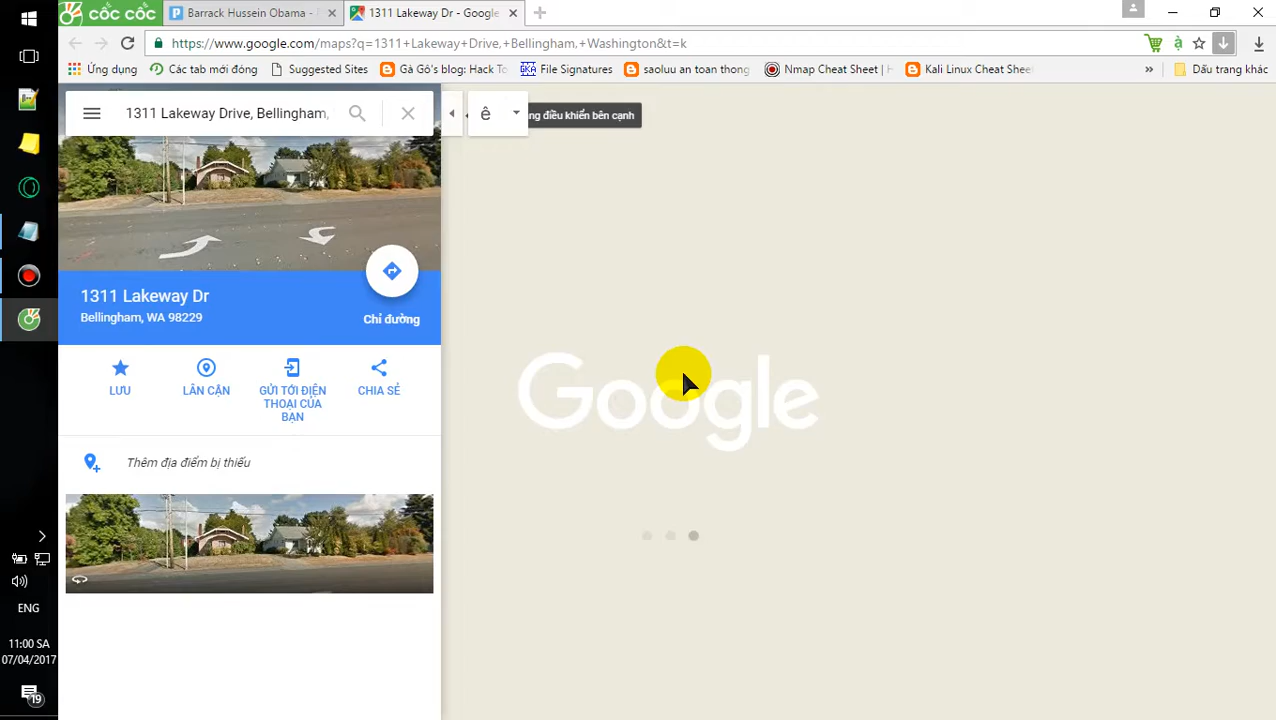 cốc cốc
Barrack Hussein Obama -
1311 Lakeway Dr - Google
https://www.google.com/maps?q=1311+Lakeway+Drive,+Bellingham,+Washington&t=k
Ứng dụng
Các tab mới đóng
Suggested Sites
Gà Gô's blog: Hack To
File Signatures
saoluu an toan thong
Nmap Cheat Sheet |
Kali Linux Cheat Shee
»
Dấu trang khác
1311 Lakeway Drive, Bellingham,
ê
ng điều khiển bên cạnh
1311 Lakeway Dr
Bellingham, WA 98229
Chỉ đường
LƯU
LÂN CẬN
GỬI TỚI ĐIỆN
THOẠI CỦA
BẠN
CHIA SẺ
Thêm địa điểm bị thiếu
Google
ENG
11:00 SA
07/04/2017
19